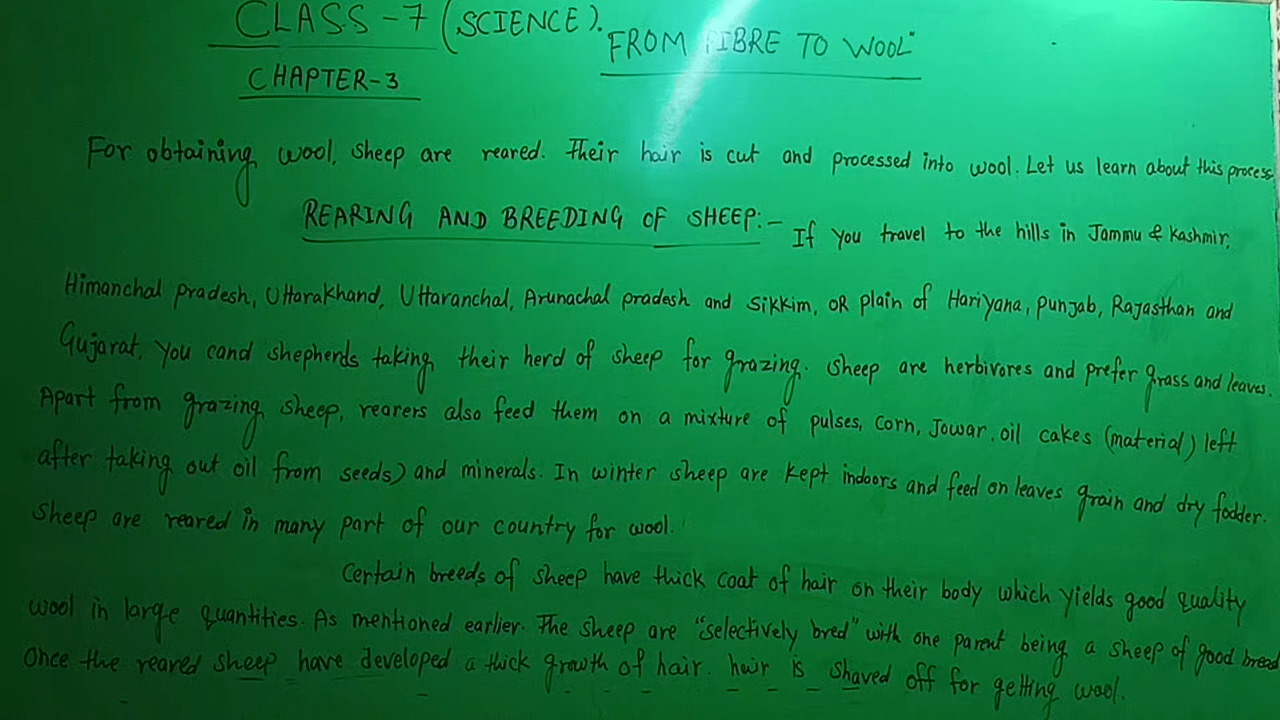 CLASS-7 (SCIENCE). "FROM FIBRE TO WOOL"
CHAPTER-3
For obtaining wool, sheep are reared. Their hair is cut and processed into wool. Let us learn about this process
REARING AND BREEDING OF SHEEP:- If you travel to the hills in Jammu & Kashmir,
Himanchal pradesh, Uttarakhand, Uttaranchal, Arunachal pradesh and Sikkim, OR plain of Hariyana, punjab, Rajasthan and
Gujarat, you cand shepherds taking their herd of sheep for grazing. Sheep are herbivores and prefer grass and leaves.
Apart from grazing sheep, rearers also feed them on a mixture of pulses, corn, Jowar, oil cakes (material) left
after taking out oil from seeds) and minerals. In winter sheep are kept indoors and feed on leaves grain and dry fodder.
Sheep are reared in many part of our country for wool.
Certain breeds of sheep have thick coat of hair on their body which yields good quality
wool in large quantities. As mentioned earlier. The sheep are "selectively bred" with one parent being a sheep of good breed
Once the reared sheep have developed a thick growth of hair. hair is shaved off for getting wool.